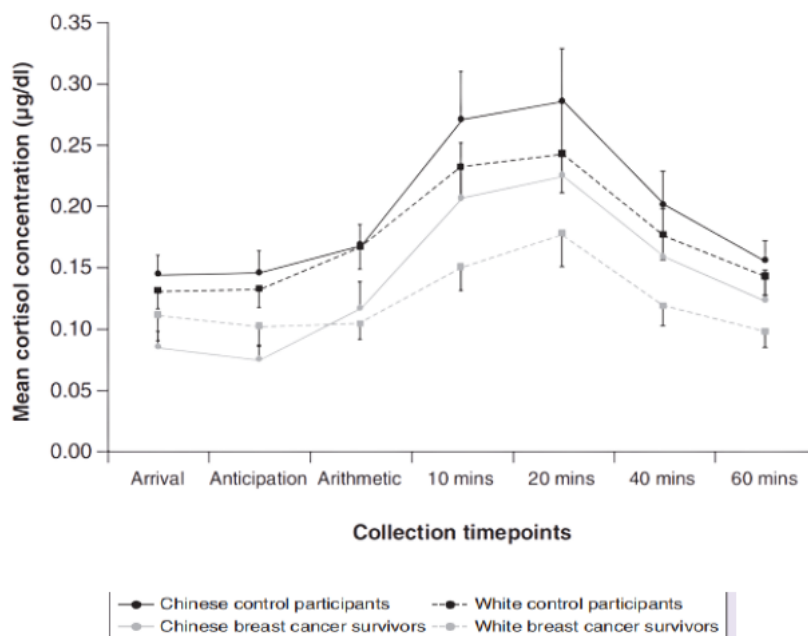 Mean cortisol concentration (µg/dl)
0.35
0.30
0.25
0.20
0.15
0.10
0.05
0.00
Arrival Anticipation Arithmetic 10 mins 20 mins 40 mins 60 mins
Collection timepoints
Chinese control participants White control participants
Chinese breast cancer survivors White breast cancer survivors